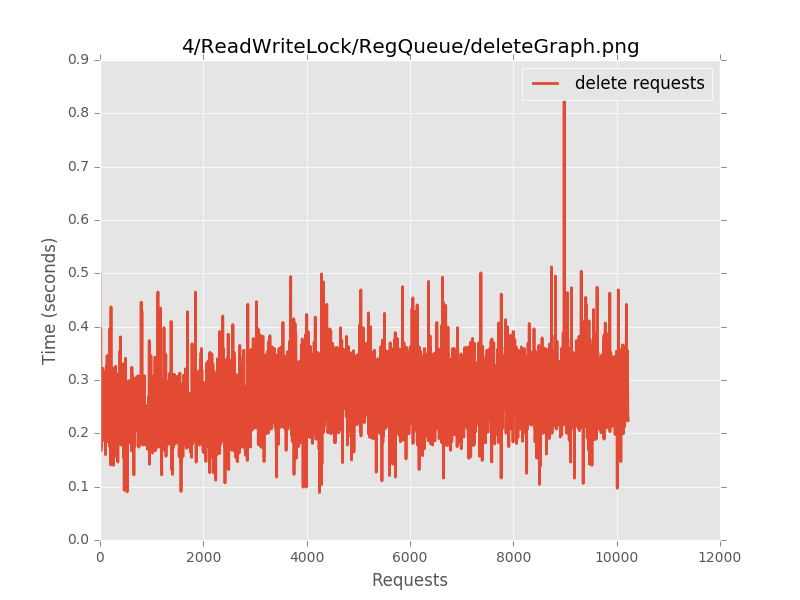 4/ReadWriteLock/RegQueue/deleteGraph.png
delete requests
0.9
0.8
0.7
0.6
0.5
0.4
0.3
0.2
0.1
0.0
Time (seconds)
0 2000 4000 6000 8000 10000 12000
Requests